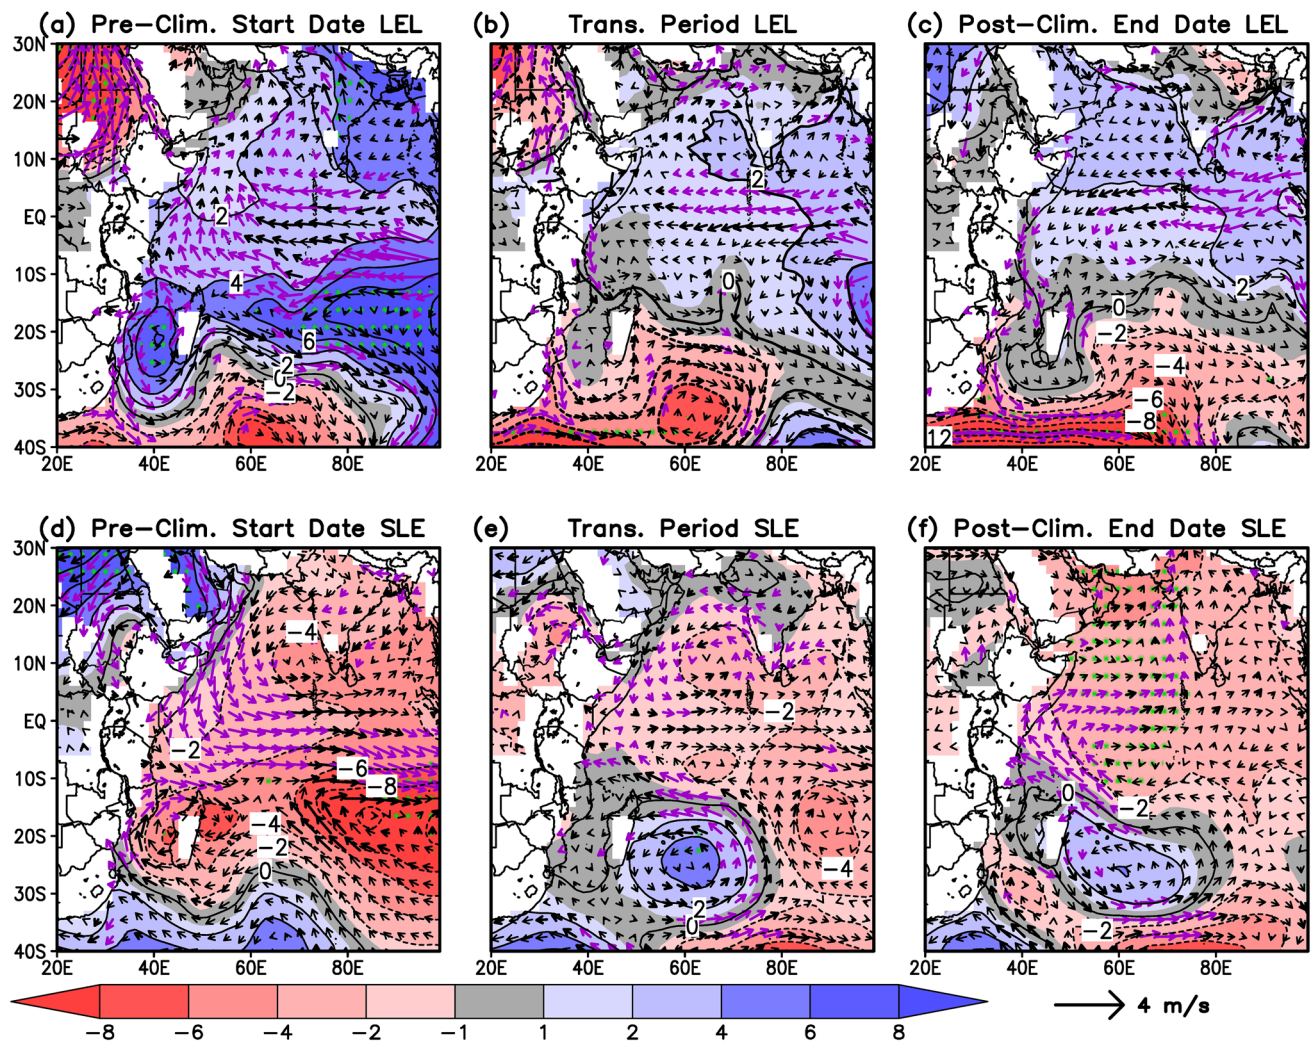 (a) Pre-Clim. Start Date LEL
(b) Trans. Period LEL
(c) Post-Clim. End Date LEL
30N
20N
10N
EQ
10S
20S
30S
40S
2
4
6
2
0
-2
2
0
0
2
-2
-4
-6
-8
12
20E 40E 60E 80E
20E 40E 60E 80E
20E 40E 60E 80E
(d) Pre-Clim. Start Date SLE
(e) Trans. Period SLE
(f) Post-Clim. End Date SLE
30N
20N
10N
EQ
10S
20S
30S
40S
-4
-2
-6
-8
-4
-2
0
-2
-4
2
0
0
-2
-2
20E 40E 60E 80E
20E 40E 60E 80E
20E 40E 60E 80E
-8 -6 -4 -2 -1 1 2 4 6 8
4 m/s